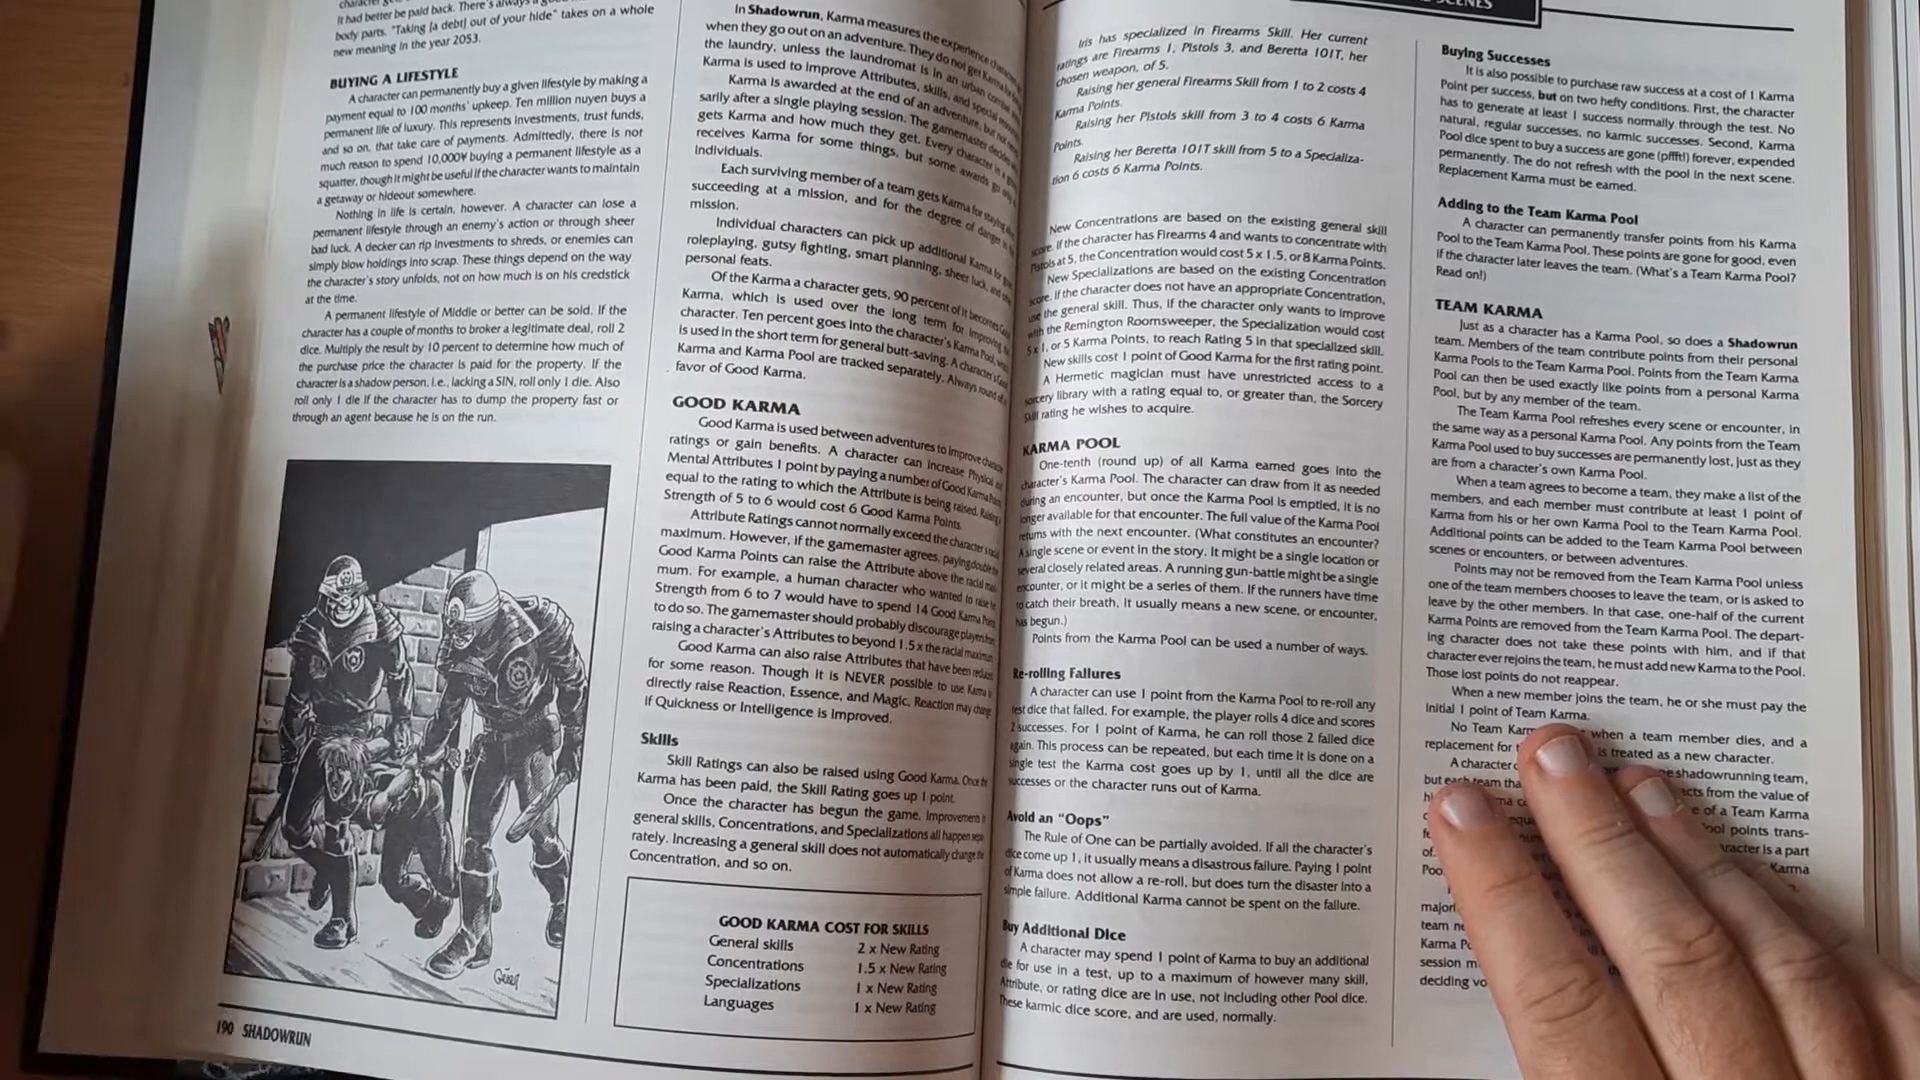 It had better be paid back. There's always a
body parts. "Taking [a debt] out of your hide" takes on a whole
new meaning in the year 2053.
BUYING A LIFESTYLE
A character can permanently buy a given lifestyle by making a
payment equal to 100 months' upkeep. Ten million nuyen buys a
permanent life of luxury. This represents investments, trust funds,
and so on, that take care of payments. Admittedly, there is not
much reason to spend 10,000¥ buying a permanent lifestyle as a
squatter, though it might be useful if the character wants to maintain
a getaway or hideout somewhere.
Nothing in life is certain, however. A character can lose a
permanent lifestyle through an enemy's action or through sheer
bad luck. A decker can rip investments to shreds, or enemies can
simply blow holdings into scrap. These things depend on the way
the character's story unfolds, not on how much is on his credstick
at the time.
A permanent lifestyle of Middle or better can be sold. If the
character has a couple of months to broker a legitimate deal, roll 2
dice. Multiply the result by 10 percent to determine how much of
the purchase price the character is paid for the property. If the
character is a shadow person, i.e., lacking a SIN, roll only 1 die. Also
roll only 1 die if the character has to dump the property fast or
through an agent because he is on the run.
Géser
190 SHADOWRUN
In Shadowrun, Karma measures the experience
when they go out on an adventure. They do not get Karma for
the laundry, unless the laundromat is in an urban combat
Karma is used to improve Attributes, skills, and special
Karma is awarded at the end of an adventure, but not
sarily after a single playing session. The gamemaster decides
gets Karma and how much they get. Every character in a
receives Karma for some things, but some awards go only
individuals.
Each surviving member of a team gets Karma for staying
succeeding at a mission, and for the degree of danger in the
mission.
Individual characters can pick up additional Karma for
roleplaying, gutsy fighting, smart planning, sheer luck, and
personal feats.
Of the Karma a character gets, 90 percent of it becomes
Karma, which is used over the long term for improving
character. Ten percent goes into the character's Karma Pool,
is used in the short term for general butt-saving. A character's
Karma and Karma Pool are tracked separately. Always round
favor of Good Karma.
GOOD KARMA
Good Karma is used between adventures to improve
ratings or gain benefits. A character can increase Physical
Mental Attributes 1 point by paying a number of Good Karma
equal to the rating to which the Attribute is being raised. Raising
Strength of 5 to 6 would cost 6 Good Karma Points.
Attribute Ratings cannot normally exceed the character's
maximum. However, if the gamemaster agrees, paying double
Good Karma Points can raise the Attribute above the racial
mum. For example, a human character who wanted to raise
Strength from 6 to 7 would have to spend 14 Good Karma
to do so. The gamemaster should probably discourage players from
raising a character's Attributes to beyond 1.5 x the racial maximum.
Good Karma can also raise Attributes that have been reduced
for some reason. Though it is NEVER possible to use Karma
directly raise Reaction, Essence, and Magic, Reaction may change
if Quickness or Intelligence is improved.
Skills
Skill Ratings can also be raised using Good Karma. Once the
Karma has been paid, the Skill Rating goes up 1 point.
Once the character has begun the game, improvements
general skills, Concentrations, and Specializations all happen sepa-
rately. Increasing a general skill does not automatically change the
Concentration, and so on.
GOOD KARMA COST FOR SKILLS
General skills 2 x New Rating
Concentrations 1.5 x New Rating
Specializations 1 x New Rating
Languages 1 x New Rating
SCENES
Iris has specialized in Firearms Skill. Her current
ratings are Firearms 1, Pistols 3, and Beretta 101T, her
chosen weapon, of 5.
Raising her general Firearms Skill from 1 to 2 costs 4
Karma Points.
Raising her Pistols skill from 3 to 4 costs 6 Karma
Points.
Raising her Beretta 101T skill from 5 to a Specializa-
tion 6 costs 6 Karma Points.
New Concentrations are based on the existing general skill
score. If the character has Firearms 4 and wants to concentrate with
Pistols at 5, the Concentration would cost 5 x 1.5, or 8 Karma Points.
New Specializations are based on the existing Concentration
score. If the character does not have an appropriate Concentration,
use the general skill. Thus, if the character only wants to improve
with the Remington Roomsweeper, the Specialization would cost
5 x 1, or 5 Karma Points, to reach Rating 5 in that specialized skill.
New skills cost 1 point of Good Karma for the first rating point.
A Hermetic magician must have unrestricted access to a
sorcery library with a rating equal to, or greater than, the Sorcery
Skill rating he wishes to acquire.
KARMA POOL
One-tenth (round up) of all Karma earned goes into the
character's Karma Pool. The character can draw from it as needed
during an encounter, but once the Karma Pool is emptied, it is no
longer available for that encounter. The full value of the Karma Pool
returns with the next encounter. (What constitutes an encounter?
A single scene or event in the story. It might be a single location or
several closely related areas. A running gun-battle might be a single
encounter, or it might be a series of them. If the runners have time
to catch their breath, it usually means a new scene, or encounter,
has begun.)
Points from the Karma Pool can be used a number of ways.
Re-rolling Failures
A character can use 1 point from the Karma Pool to re-roll any
test dice that failed. For example, the player rolls 4 dice and scores
2 successes. For 1 point of Karma, he can roll those 2 failed dice
again. This process can be repeated, but each time it is done on a
single test the Karma cost goes up by 1, until all the dice are
successes or the character runs out of Karma.
Avoid an "Oops"
The Rule of One can be partially avoided. If all the character's
dice come up 1, it usually means a disastrous failure. Paying 1 point
of Karma does not allow a re-roll, but does turn the disaster into a
simple failure. Additional Karma cannot be spent on the failure.
Buy Additional Dice
A character may spend 1 point of Karma to buy an additional
die for use in a test, up to a maximum of however many skill,
Attribute, or rating dice are in use, not including other Pool dice.
These karmic dice score, and are used, normally.
Buying Successes
It is also possible to purchase raw success at a cost of 1 Karma
Point per success, but on two hefty conditions. First, the character
has to generate at least 1 success normally through the test. No
natural, regular successes, no karmic successes. Second, Karma
Pool dice spent to buy a success are gone (pffft!) forever, expended
permanently. The do not refresh with the pool in the next scene.
Replacement Karma must be earned.
Adding to the Team Karma Pool
A character can permanently transfer points from his Karma
Pool to the Team Karma Pool. These points are gone for good, even
if the character later leaves the team. (What's a Team Karma Pool?
Read on!)
TEAM KARMA
Just as a character has a Karma Pool, so does a Shadowrun
team. Members of the team contribute points from their personal
Karma Pools to the Team Karma Pool. Points from the Team Karma
Pool can then be used exactly like points from a personal Karma
Pool, but by any member of the team.
The Team Karma Pool refreshes every scene or encounter, in
the same way as a personal Karma Pool. Any points from the Team
Karma Pool used to buy successes are permanently lost, just as they
are from a character's own Karma Pool.
When a team agrees to become a team, they make a list of the
members, and each member must contribute at least 1 point of
Karma from his or her own Karma Pool to the Team Karma Pool.
Additional points can be added to the Team Karma Pool between
scenes or encounters, or between adventures.
Points may not be removed from the Team Karma Pool unless
one of the team members chooses to leave the team, or is asked to
leave by the other members. In that case, one-half of the current
Karma Points are removed from the Team Karma Pool. The depart-
ing character does not take these points with him, and if that
character ever rejoins the team, he must add new Karma to the Pool.
Those lost points do not reappear.
When a new member joins the team, he or she must pay the
initial 1 point of Team Karma.
No Team when a team member dies, and a
replacement for is treated as a new character.
A character shadowrunning team,
but each team from the value of
of a Team Karma
points trans-
is a part
Karma
team
Karma
session
deciding